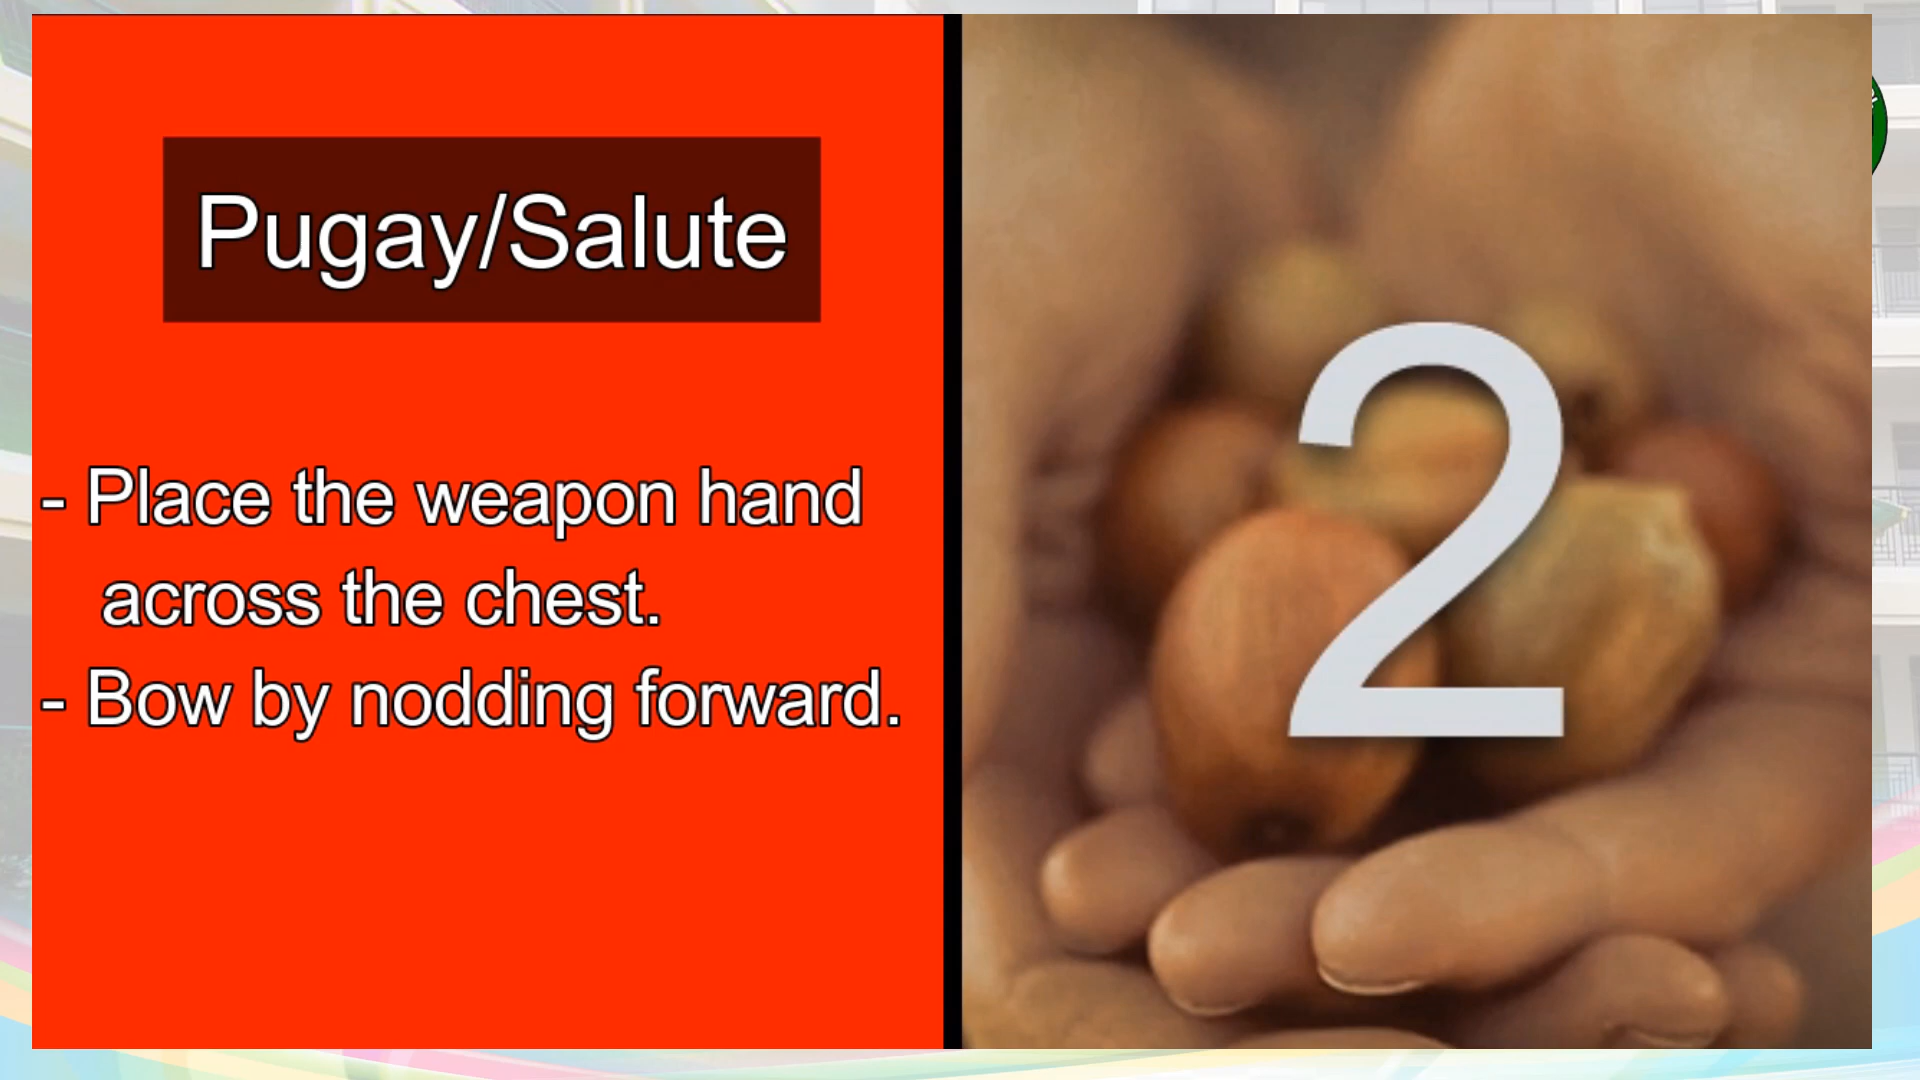 Pugay/Salute
- Place the weapon hand
across the chest.
- Bow by nodding forward.
2